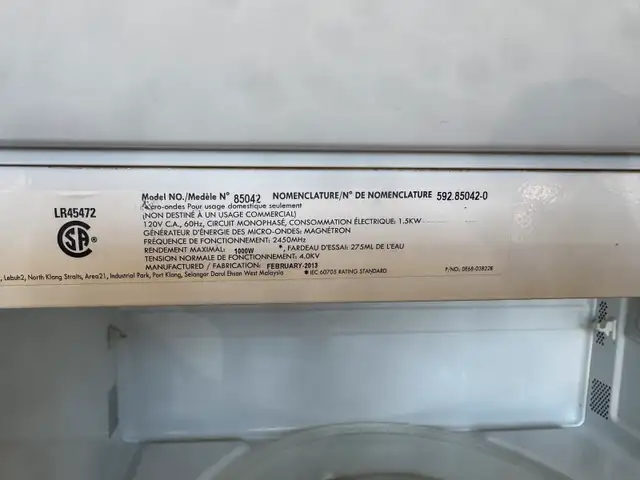 Model NO./Medèle N° 85042 NOMENCLATURE/N° DE NOMENCLATURE 592.85042-0
Micro-ondes Pour usage domestique seulement
(NON DESTINÉ À UN USAGE COMMERCIAL)
120V C.A., 60Hz, CIRCUIT MONOPHASÉ, CONSOMMATION ÉLECTRIQUE: 1.5KW
GÉNÉRATEUR D'ÉNERGIE DES MICRO-ONDES: MAGNÉTRON
FRÉQUENCE DE FONCTIONNEMENT: 2450MHz
RENDEMENT MAXIMAL: 1000W *, FARDEAU D'ESSAI: 275ML DE L'EAU
TENSION NORMALE DE FONCTIONNEMENT: 4.0KV
MANUFACTURED / FABRICATION: FEBRUARY-2013
* IEC 60705 RATING STANDARD
LR45472
SA
, Lebuh2, North Klang Straits, Area21, Industrial Park, Port Klang, Selangor Darul Ehsan West Malaysia